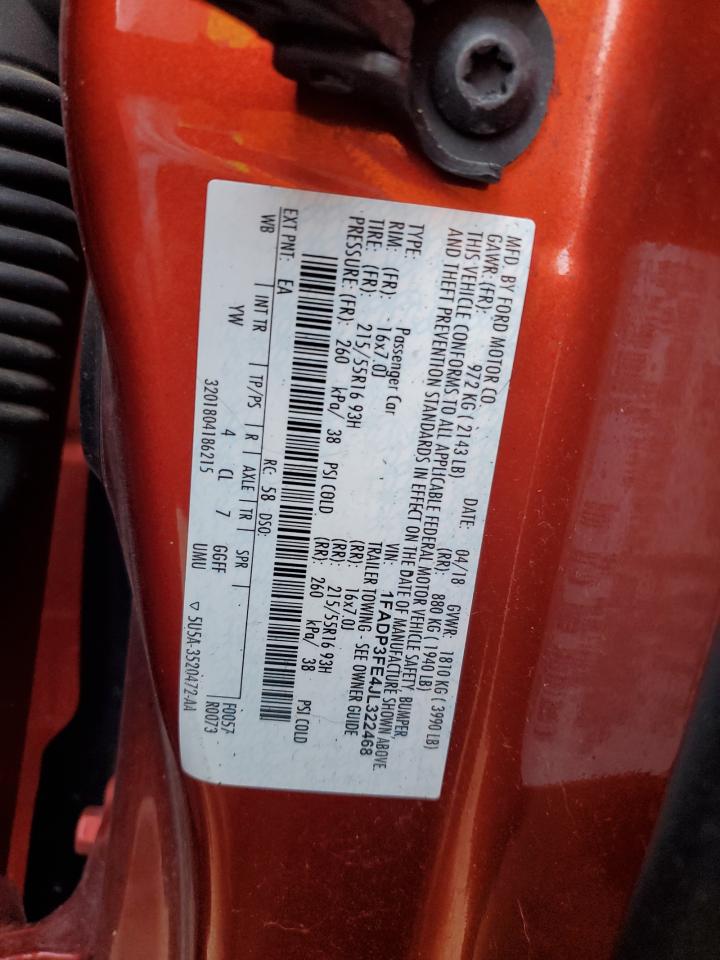 MFD. BY FORD MOTOR CO. DATE: 04/18 GVWR: 1810 KG ( 3990 LB)
GAWR: (FR): 972 KG ( 2143 LB) (RR): 880 KG ( 1940 LB)
THIS VEHICLE CONFORMS TO ALL APPLICABLE FEDERAL MOTOR VEHICLE SAFETY, BUMPER,
AND THEFT PREVENTION STANDARDS IN EFFECT ON THE DATE OF MANUFACTURE SHOWN ABOVE.
VIN: 1FADP3FE4JL322468
TYPE: Passenger Car TRAILER TOWING - SEE OWNER GUIDE
RIM: (FR): 16x7.0J (RR): 16x7.0J
TIRE: (FR): 215/55R16 93H (RR): 215/55R16 93H
PRESSURE: (FR): 260 kPa/ 38 PSI COLD (RR): 260 kPa/ 38 PSI COLD
EXT PNT: EA RC: 58 DSO: F0057
WB INT TR TP/PS R AXLE TR SPR R0073
YW 4 CL 7 GGFF
3201804186215 UMU ▽ 5U5A-3520472-AA